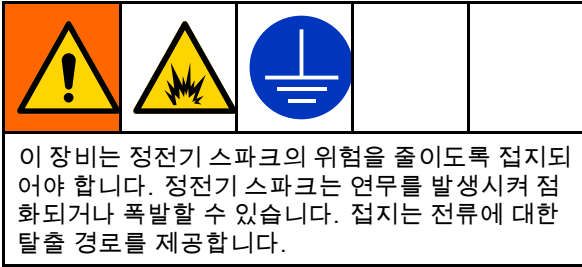 이 장비는 정전기 스파크의 위험을 줄이도록 접지되
어야 합니다. 정전기 스파크는 연무를 발생시켜 점
화되거나 폭발할 수 있습니다. 접지는 전류에 대한
탈출 경로를 제공합니다.